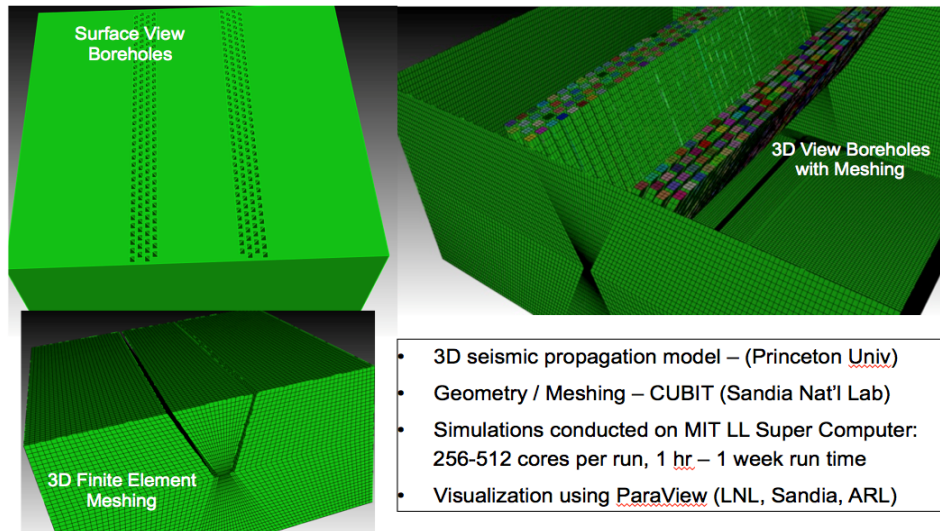 Surface View
Boreholes
3D View Boreholes
with Meshing
3D Finite Element
Meshing
• 3D seismic propagation model – (Princeton Univ)
• Geometry / Meshing – CUBIT (Sandia Nat'l Lab)
• Simulations conducted on MIT LL Super Computer:
256-512 cores per run, 1 hr – 1 week run time
• Visualization using ParaView (LNL, Sandia, ARL)